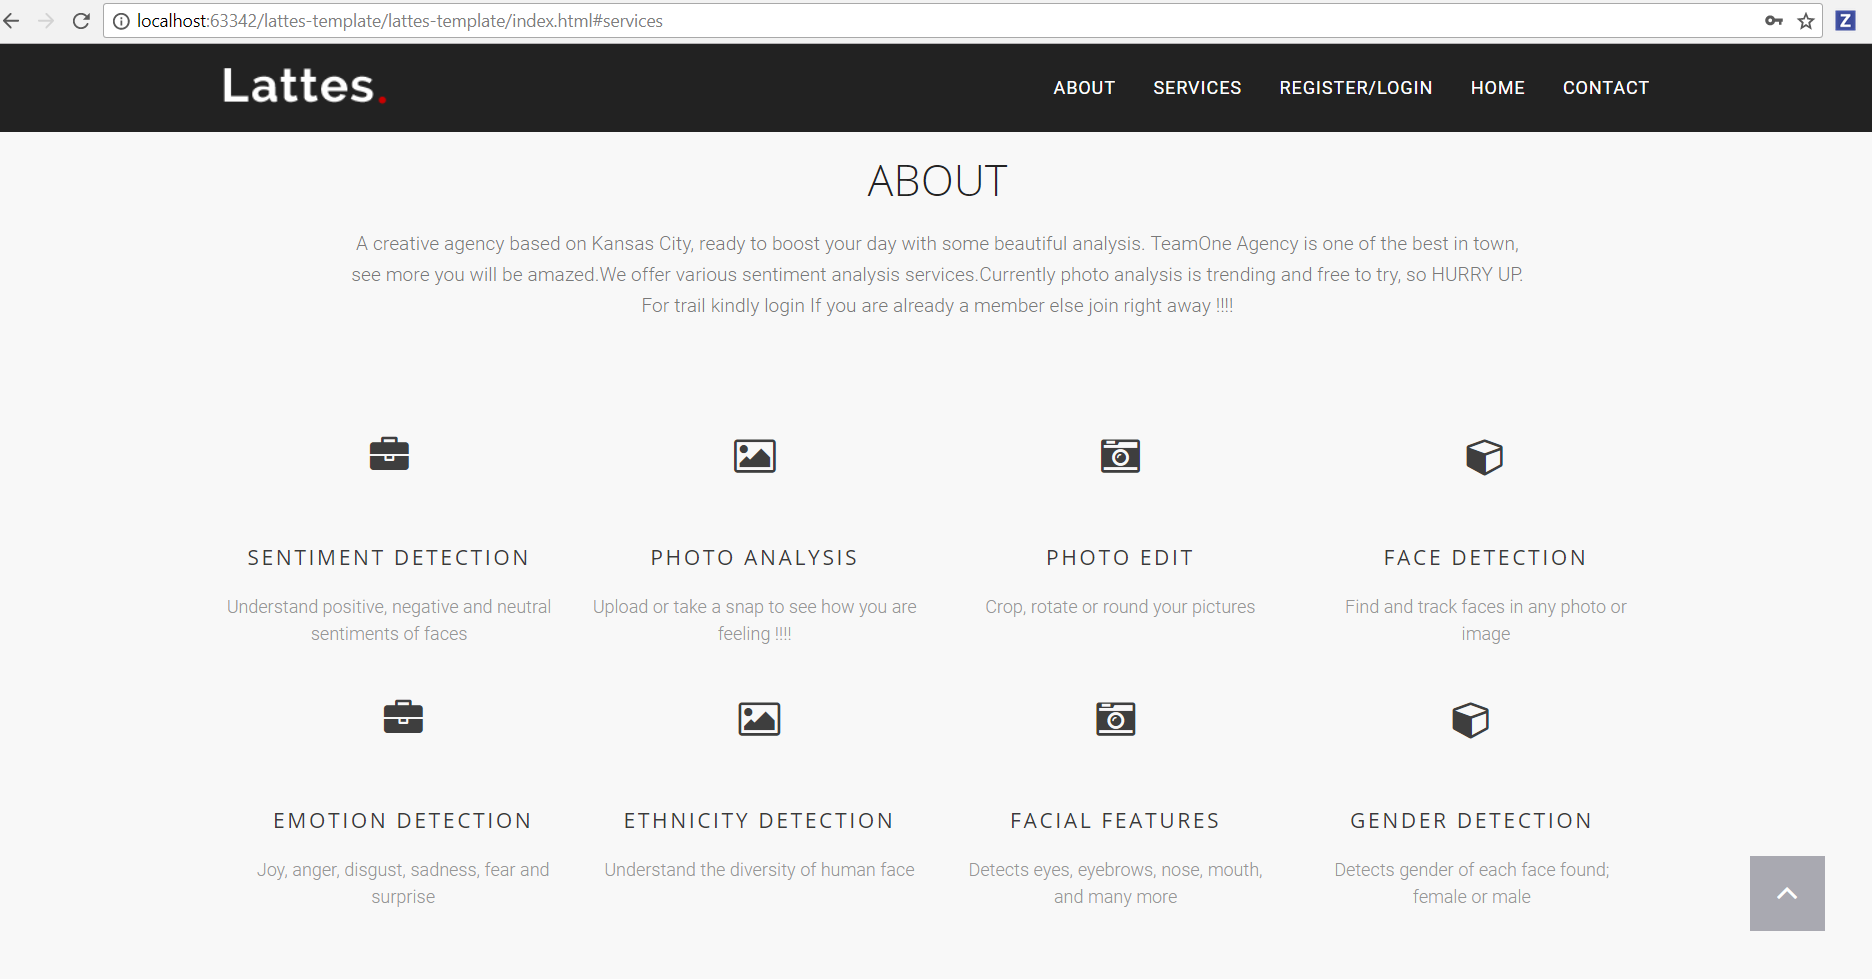 localhost:63342/lattes-template/lattes-template/index.html#services
Z
Lattes.
ABOUT SERVICES REGISTER/LOGIN HOME CONTACT
ABOUT
A creative agency based on Kansas City, ready to boost your day with some beautiful analysis. TeamOne Agency is one of the best in town,
see more you will be amazed.We offer various sentiment analysis services.Currently photo analysis is trending and free to try, so HURRY UP.
For trail kindly login If you are already a member else join right away !!!!
SENTIMENT DETECTION
Understand positive, negative and neutral
sentiments of faces
PHOTO ANALYSIS
Upload or take a snap to see how you are
feeling !!!!
PHOTO EDIT
Crop, rotate or round your pictures
FACE DETECTION
Find and track faces in any photo or
image
EMOTION DETECTION
Joy, anger, disgust, sadness, fear and
surprise
ETHNICITY DETECTION
Understand the diversity of human face
FACIAL FEATURES
Detects eyes, eyebrows, nose, mouth,
and many more
GENDER DETECTION
Detects gender of each face found;
female or male